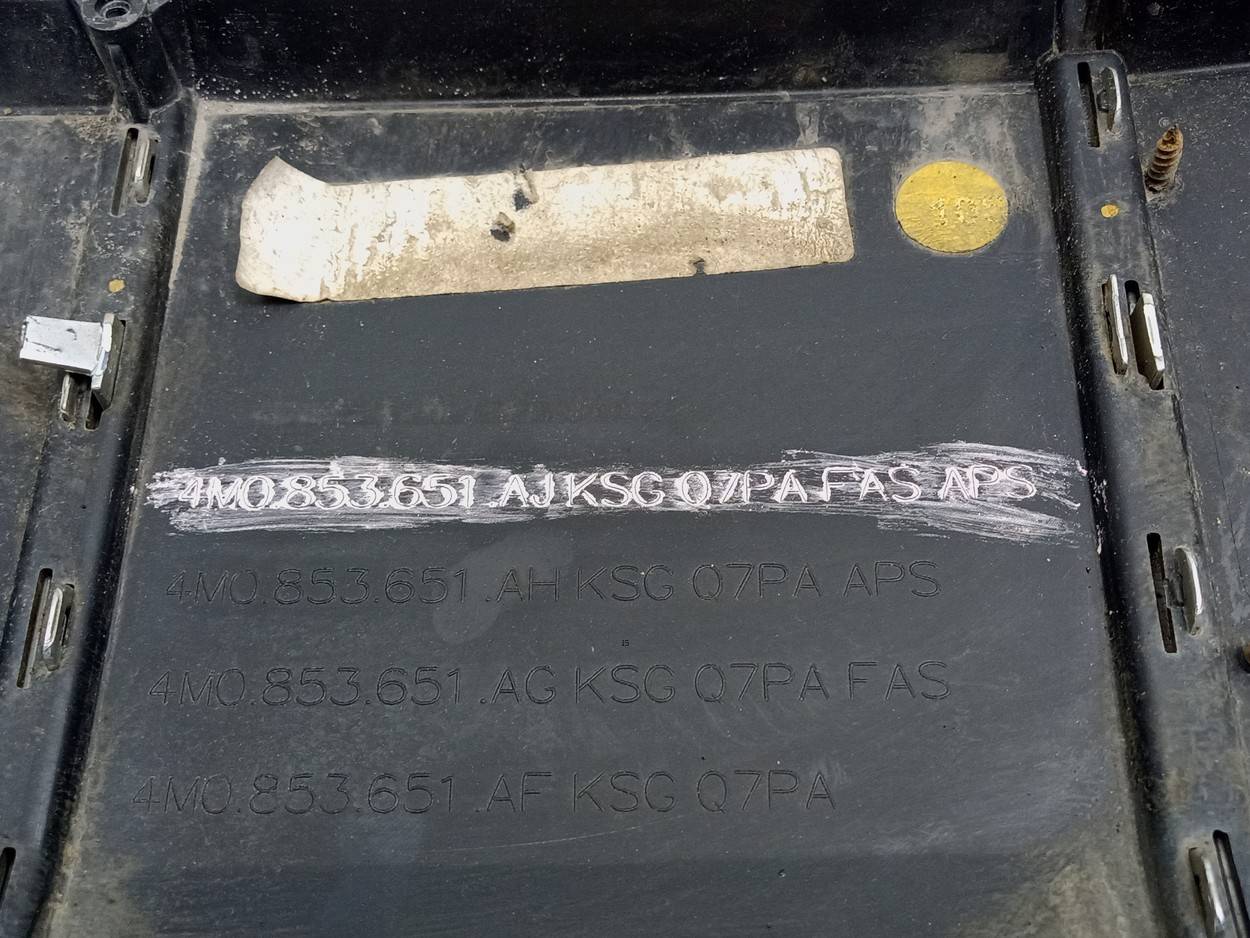 4M0.853.651.AJ KSG Q7PA FAS APS
4M0.853.651.AH KSG Q7PA APS
15
4M0.853.651.AG KSG Q7PA FAS
4M0.853.651.AF KSG Q7PA